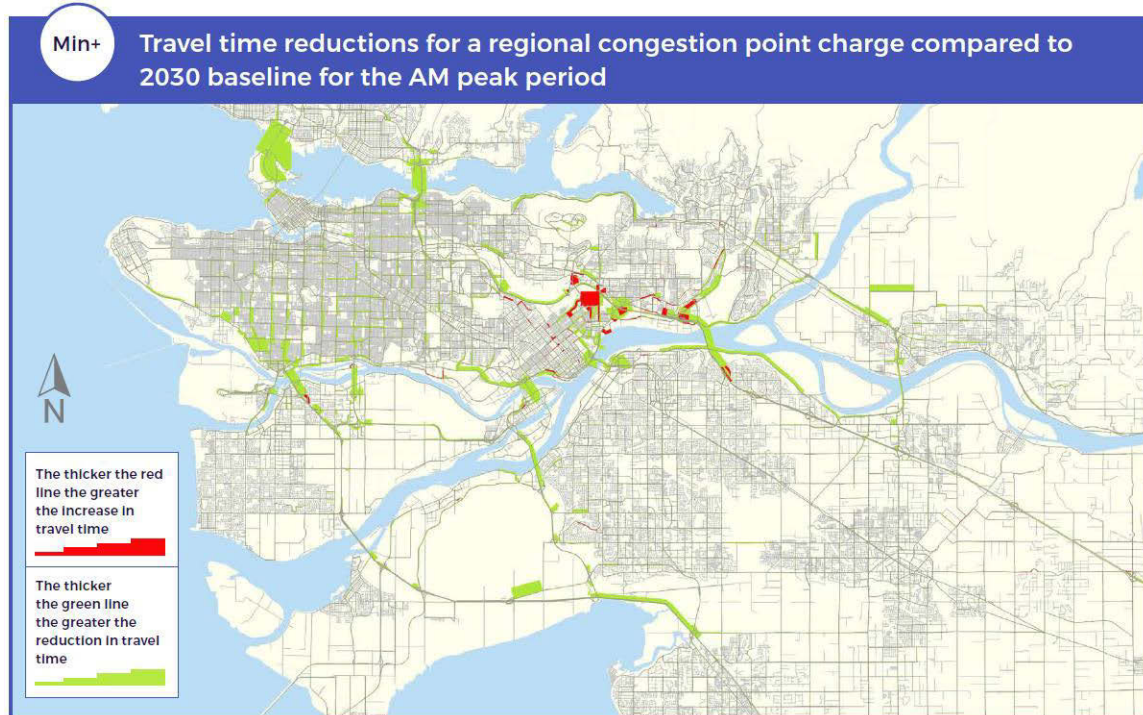 Min+
Travel time reductions for a regional congestion point charge compared to
2030 baseline for the AM peak period
N
The thicker the red
line the greater
the increase in
travel time
The thicker
the green line
the greater the
reduction in travel
time